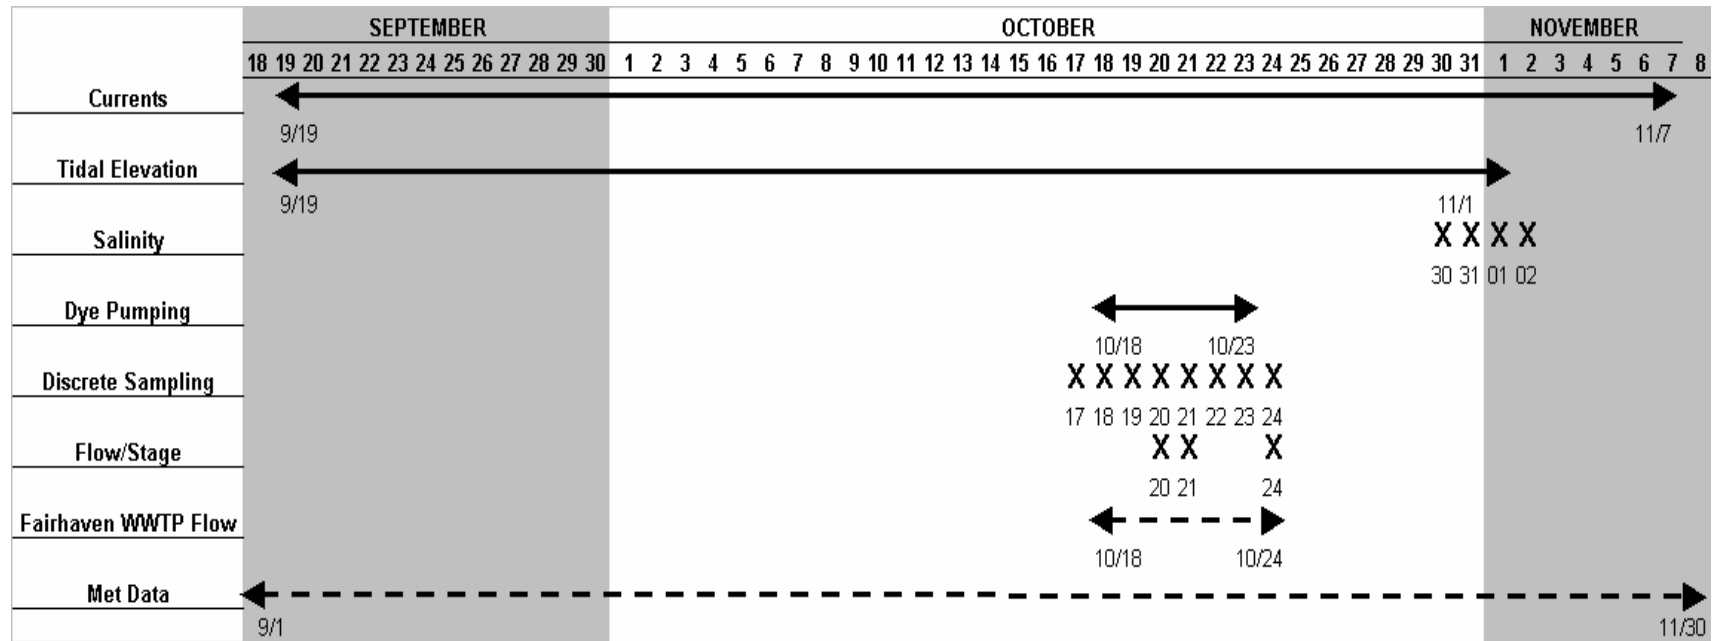 SEPTEMBER OCTOBER NOVEMBER
18 19 20 21 22 23 24 25 26 27 28 29 30 1 2 3 4 5 6 7 8 9 10 11 12 13 14 15 16 17 18 19 20 21 22 23 24 25 26 27 28 29 30 31 1 2 3 4 5 6 7 8
Currents
9/19 11/7
Tidal Elevation
9/19 11/1
Salinity X X X X
30 31 01 02
Dye Pumping
10/18 10/23
Discrete Sampling X X X X X X X X
17 18 19 20 21 22 23 24
Flow/Stage X X X
20 21 24
Fairhaven WWTP Flow
10/18 10/24
Met Data
9/1 11/30